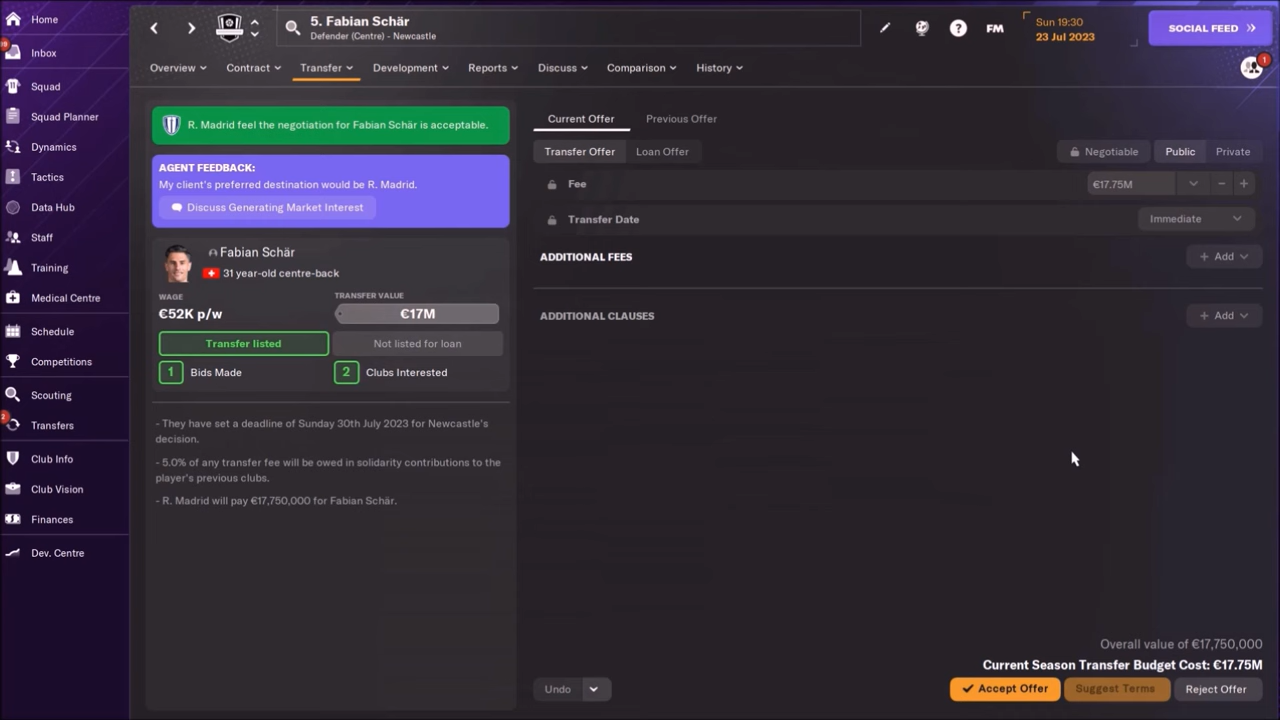 Home
Inbox
Squad
Squad Planner
Dynamics
Tactics
Data Hub
Staff
Training
Medical Centre
Schedule
Competitions
Scouting
2
Transfers
Club Info
Club Vision
Finances
Dev. Centre
5. Fabian Schär
Defender (Centre) - Newcastle
?
FM
Sun 19:30
23 Jul 2023
SOCIAL FEED
Overview
Contract
Transfer
Development
Reports
Discuss
Comparison
History
1
R. Madrid feel the negotiation for Fabian Schär is acceptable.
AGENT FEEDBACK:
My client's preferred destination would be R. Madrid.
Discuss Generating Market Interest
Fabian Schär
31 year-old centre-back
WAGE
€52K p/w
TRANSFER VALUE
€17M
Transfer listed
Not listed for loan
1 Bids Made
2 Clubs Interested
- They have set a deadline of Sunday 30th July 2023 for Newcastle's
decision.
- 5.0% of any transfer fee will be owed in solidarity contributions to the
player's previous clubs.
- R. Madrid will pay €17,750,000 for Fabian Schär.
Current Offer
Previous Offer
Transfer Offer
Loan Offer
Negotiable
Public
Private
Fee
€17.75M
Transfer Date
Immediate
ADDITIONAL FEES
+ Add
ADDITIONAL CLAUSES
+ Add
Overall value of €17,750,000
Current Season Transfer Budget Cost: €17.75M
Undo
Accept Offer
Suggest Terms
Reject Offer